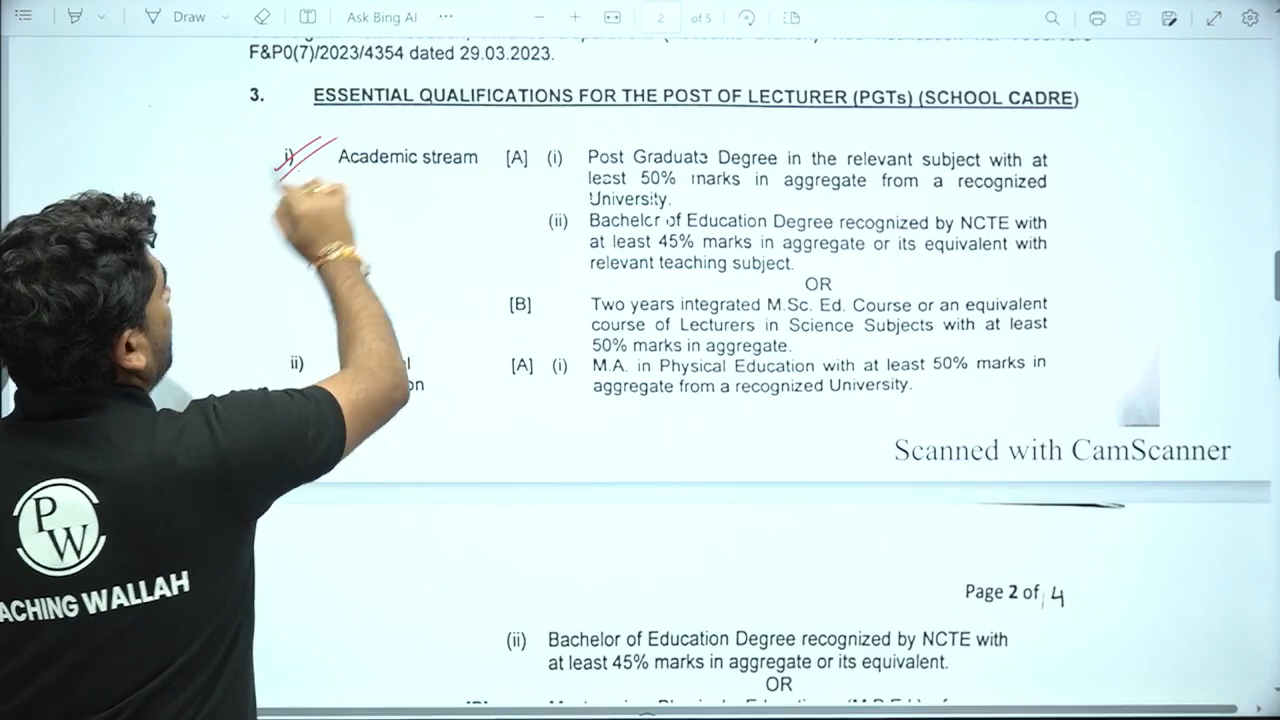 Draw
Ask Bing AI
2 of 5
F&P0(7)/2023/4354 dated 29.03.2023.
3. ESSENTIAL QUALIFICATIONS FOR THE POST OF LECTURER (PGTs) (SCHOOL CADRE)
i) Academic stream [A] (i) Post Graduate Degree in the relevant subject with at
least 50% marks in aggregate from a recognized
University.
(ii) Bachelor of Education Degree recognized by NCTE with
at least 45% marks in aggregate or its equivalent with
relevant teaching subject.
OR
[B] Two years integrated M.Sc. Ed. Course or an equivalent
course of Lecturers in Science Subjects with at least
50% marks in aggregate.
ii) [A] (i) M.A. in Physical Education with at least 50% marks in
aggregate from a recognized University.
Scanned with CamScanner
Page 2 of 4
(ii) Bachelor of Education Degree recognized by NCTE with
at least 45% marks in aggregate or its equivalent.
OR
PW
ACHING WALLAH